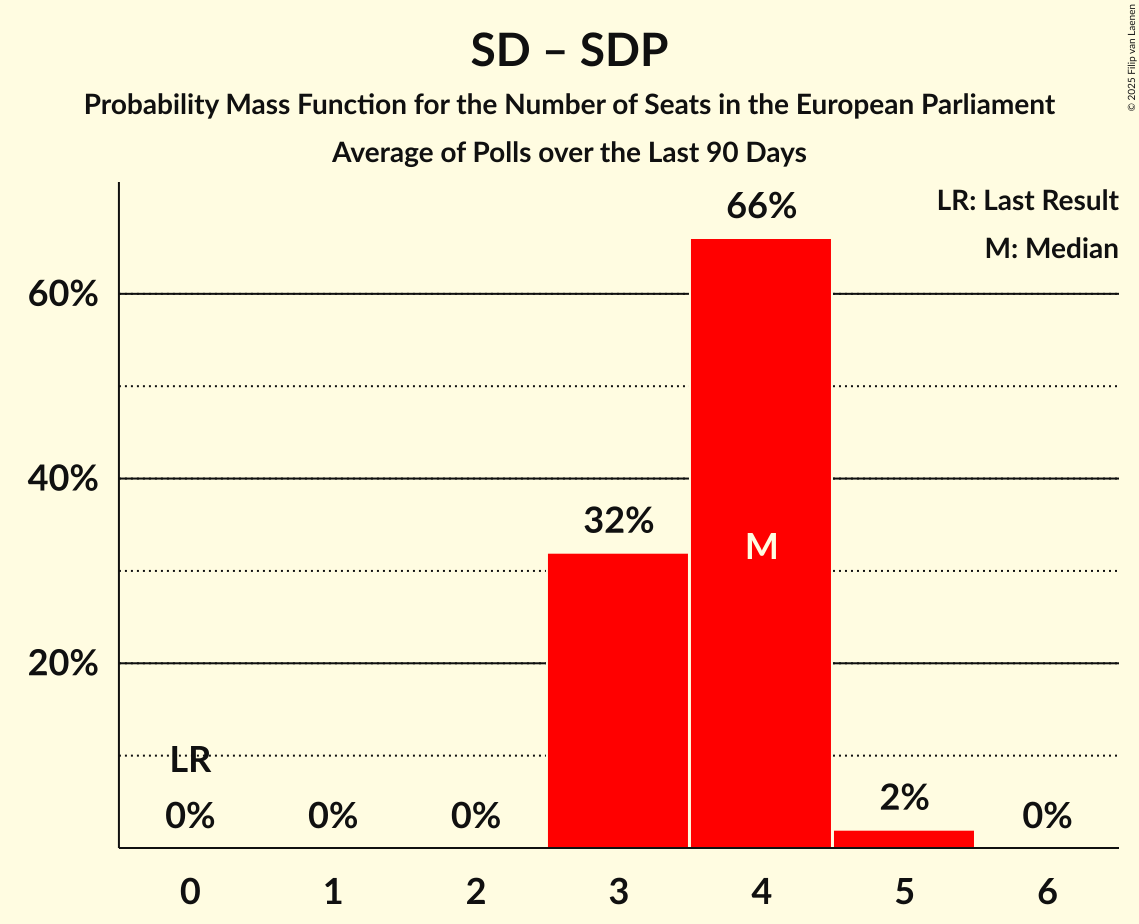 SD – SDP
Probability Mass Function for the Number of Seats in the European Parliament
Average of Polls over the Last 90 Days
© 2025 Filip van Laenen
LR: Last Result
M: Median
66%
60%
40%
32%
M
20%
LR
0%
0%
0%
2%
0%
0
1
2
3
4
5
6